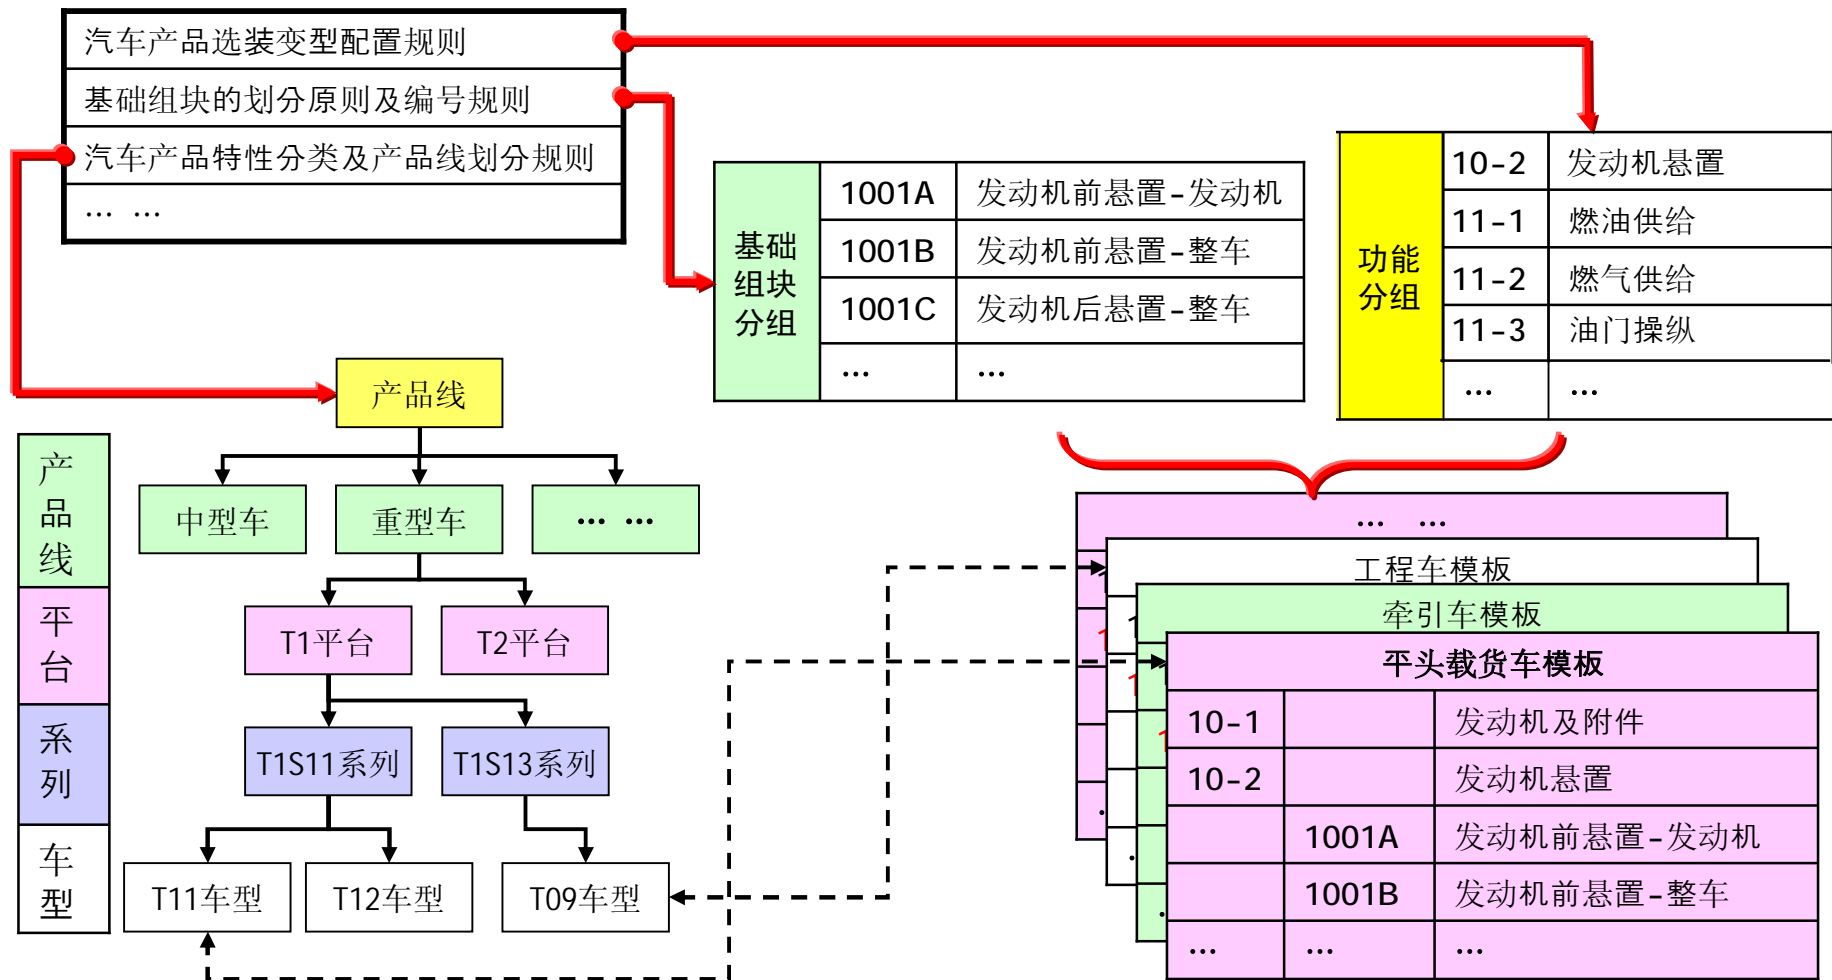 汽车产品选装变型配置规则
基础组块的划分原则及编号规则
汽车产品特性分类及产品线划分规则
... ...
基础
组块
分组
1001A 发动机前悬置-发动机
1001B 发动机前悬置-整车
1001C 发动机后悬置-整车
... ...
功能
分组
10-2 发动机悬置
11-1 燃油供给
11-2 燃气供给
11-3 油门操纵
... ...
产品线
平台
系列
车型
产品线
中型车 重型车 ... ...
T1平台 T2平台
T1S11系列 T1S13系列
T11车型 T12车型 T09车型
... ...
工程车模板
牵引车模板
平头载货车模板
10-1 发动机及附件
10-2 发动机悬置
1001A 发动机前悬置-发动机
1001B 发动机前悬置-整车
... ... ...